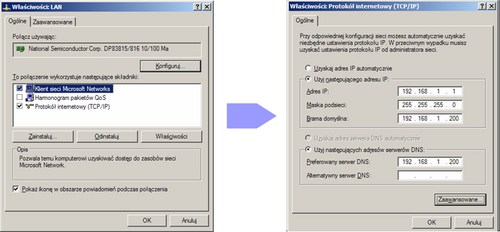 Właściwości: LAN
Ogólne
Zaawansowane
Połącz używając:
National Semiconductor Corp. DP83815/816 10/100 Ma
Konfiguruj...
To połączenie wykorzystuje następujące składniki:
Klient sieci Microsoft Networks
Harmonogram pakietów QoS
Protokół internetowy (TCP/IP)
Zainstaluj...
Odinstaluj
Właściwości
Opis
Pozwala temu komputerowi uzyskiwać dostęp do zasobów sieci
Microsoft Network.
Pokaż ikonę w obszarze powiadomień podczas połączenia
OK
Anuluj
Właściwości: Protokół internetowy (TCP/IP)
Ogólne
Przy odpowiedniej konfiguracji sieci możesz automatycznie uzyskać
niezbędne ustawienia protokołu IP. W przeciwnym wypadku musisz
uzyskać ustawienia protokołu IP od administratora sieci.
Uzyskaj adres IP automatycznie
Użyj następującego adresu IP:
Adres IP:
192 . 168 . 1 . 1
Maska podsieci:
255 . 255 . 255 . 0
Brama domyślna:
192 . 168 . 1 . 200
Uzyskaj adres serwera DNS automatycznie
Użyj następujących adresów serwerów DNS:
Preferowany serwer DNS:
192 . 168 . 1 . 200
Alternatywny serwer DNS:
. . .
Zaawansowane...
OK
Anuluj